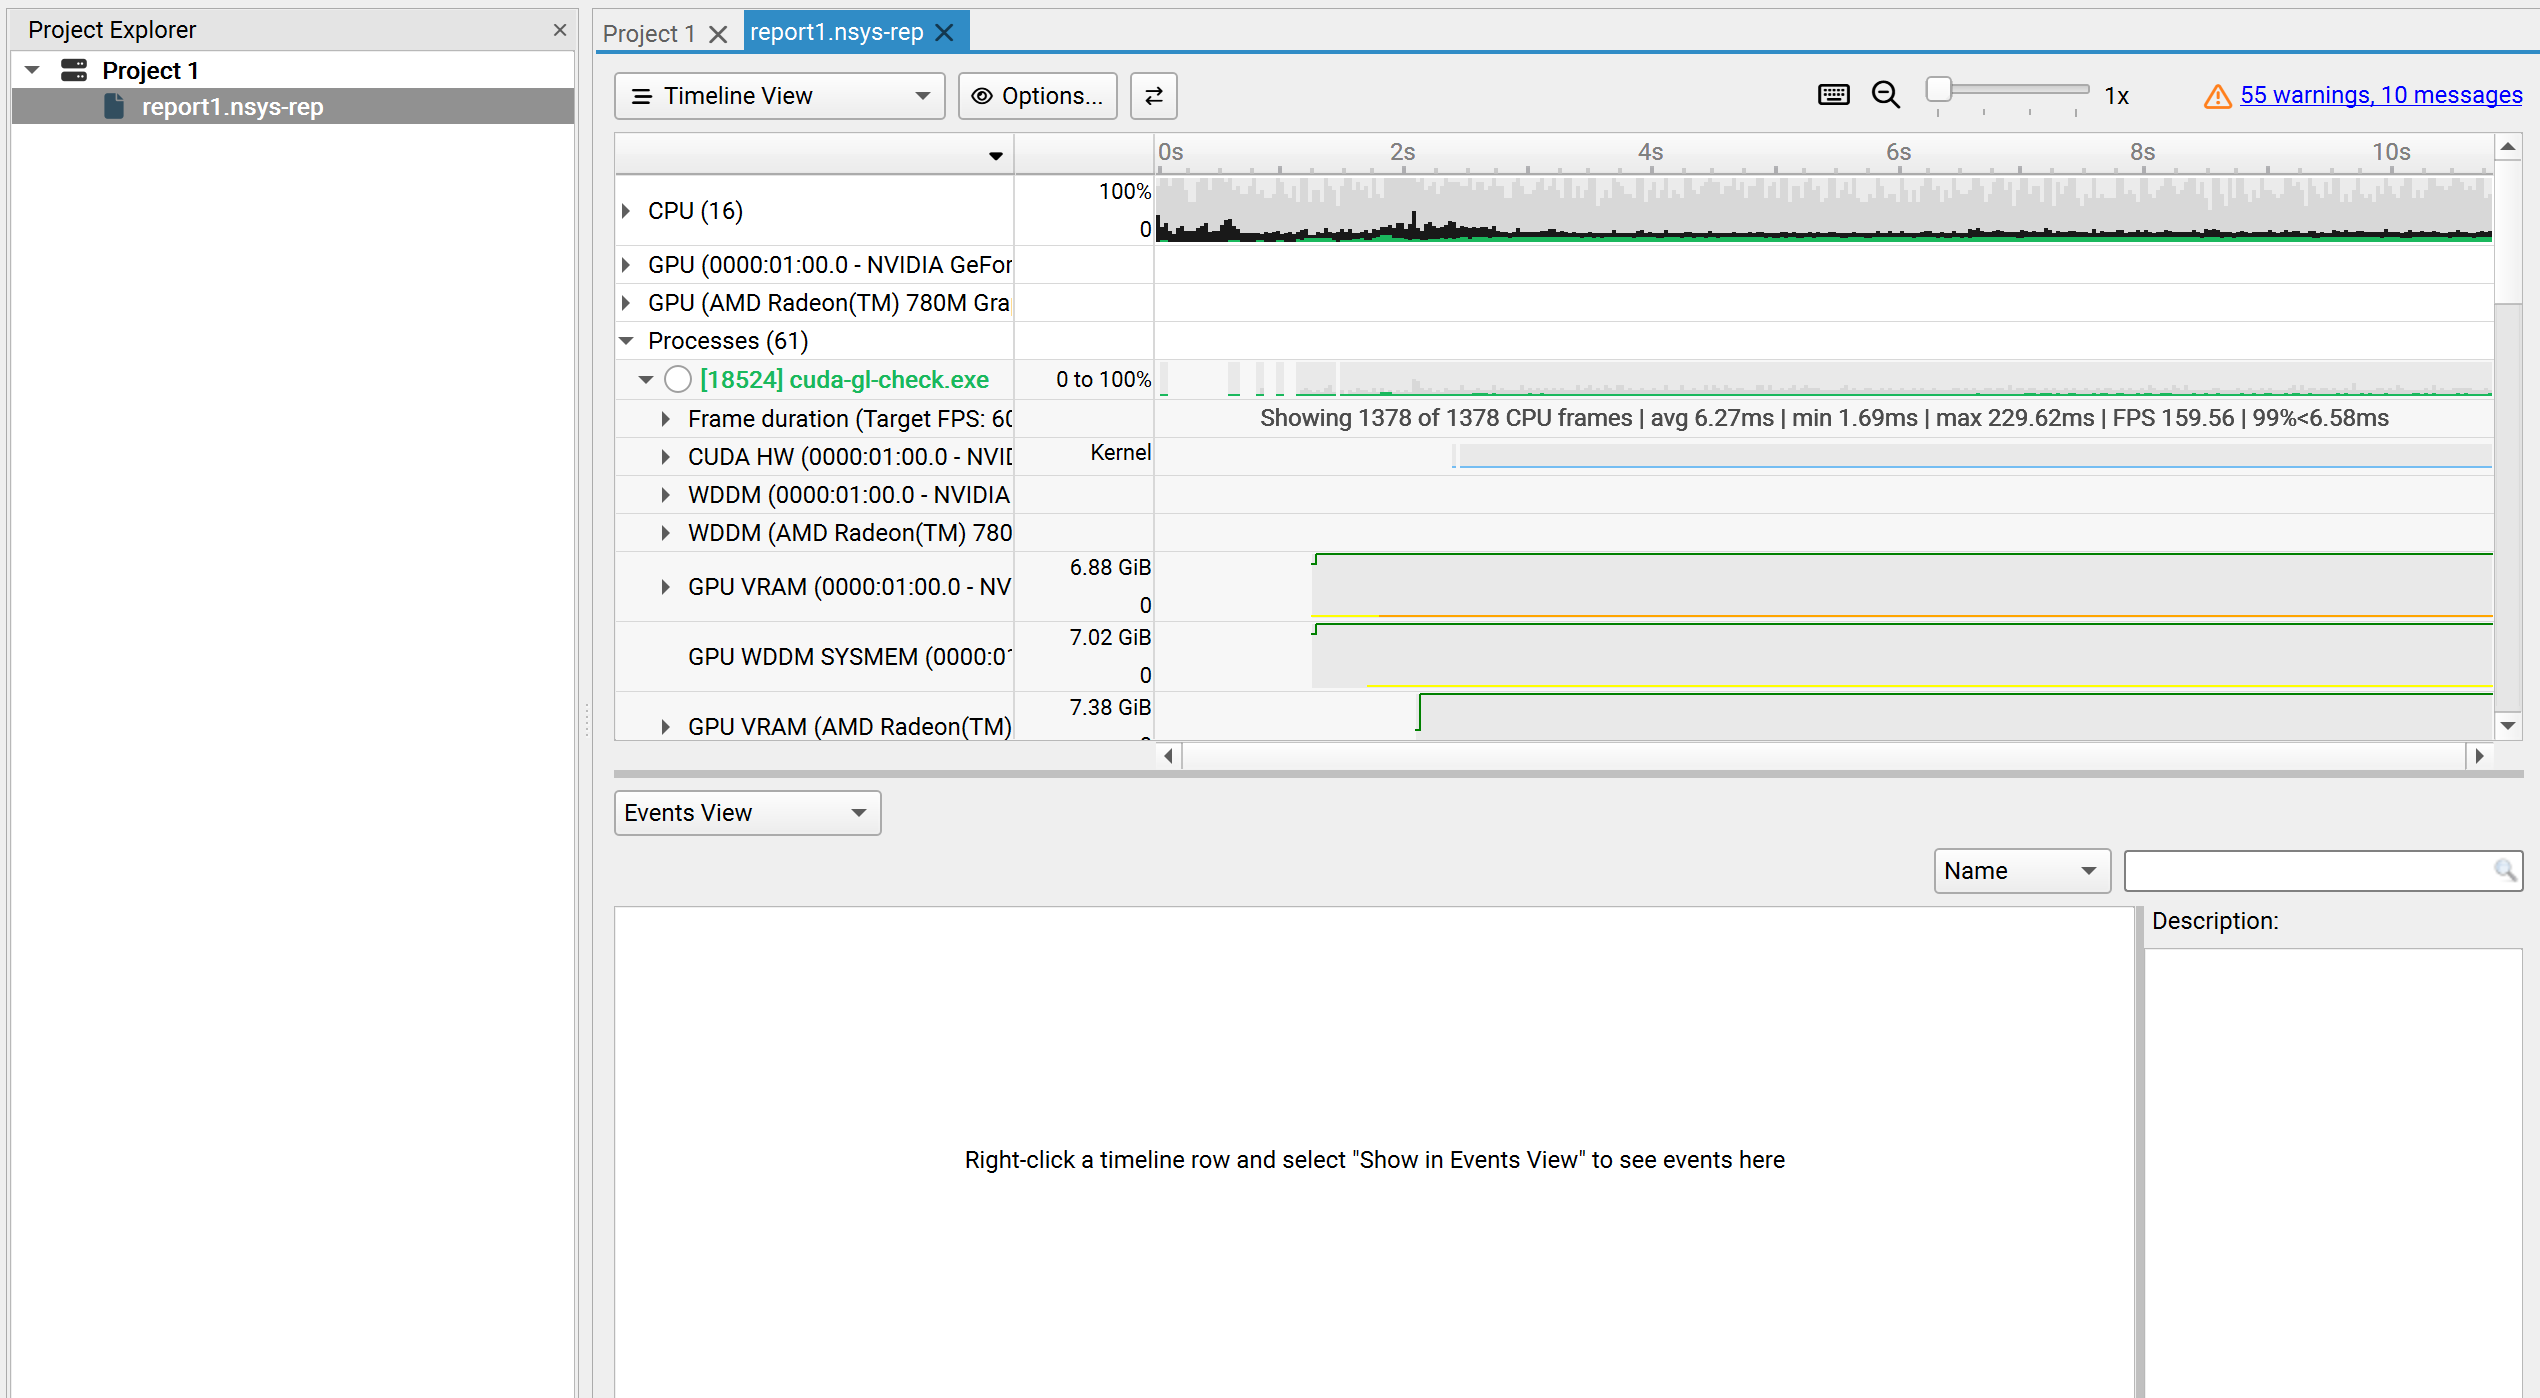 Project Explorer
Project 1
report1.nsys-rep
Project 1
report1.nsys-rep
Timeline View
Options...
1x
55 warnings, 10 messages
0s 2s 4s 6s 8s 10s
CPU (16)
100%
0
GPU (0000:01:00.0 - NVIDIA GeFor
GPU (AMD Radeon(TM) 780M Gra
Processes (61)
[18524] cuda-gl-check.exe
0 to 100%
Frame duration (Target FPS: 60
Showing 1378 of 1378 CPU frames | avg 6.27ms | min 1.69ms | max 229.62ms | FPS 159.56 | 99%<6.58ms
CUDA HW (0000:01:00.0 - NVID
Kernel
WDDM (0000:01:00.0 - NVIDIA
WDDM (AMD Radeon(TM) 780
GPU VRAM (0000:01:00.0 - NV
6.88 GiB
0
GPU WDDM SYSMEM (0000:01
7.02 GiB
0
GPU VRAM (AMD Radeon(TM)
7.38 GiB
Events View
Name
Description:
Right-click a timeline row and select "Show in Events View" to see events here